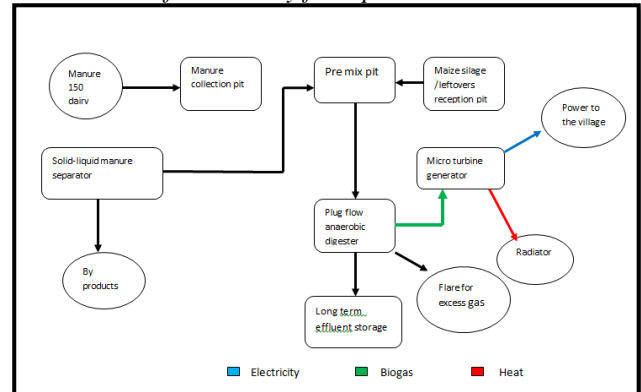 Manure
150
dairy
Manure
collection pit
Pre mix pit
Maize silage
/leftovers
reception pit
Power to
the village
Solid-liquid manure
separator
Micro turbine
generator
Plug flow
anaerobic
digester
By
products
Radiator
Flare for
excess gas
Long term
effluent storage
Electricity
Biogas
Heat